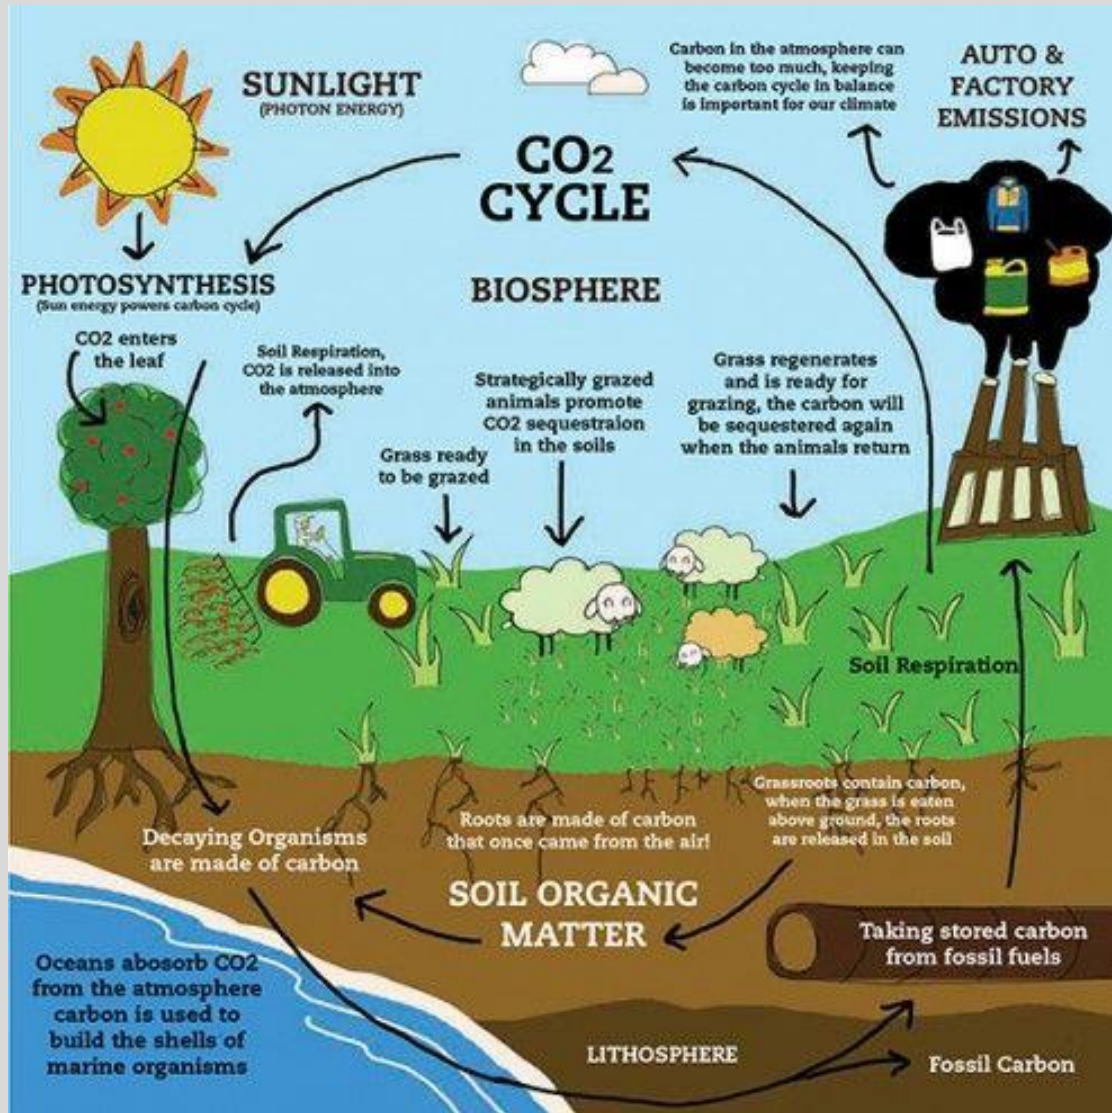 SUNLIGHT
(PHOTON ENERGY)
Carbon in the atmosphere can
become too much, keeping
the carbon cycle in balance
is important for our climate
AUTO &
FACTORY
EMISSIONS
CO2
CYCLE
PHOTOSYNTHESIS
(Sun energy powers carbon cycle)
BIOSPHERE
CO2 enters
the leaf
Soil Respiration,
CO2 is released into
the atmosphere
Grass ready
to be grazed
Strategically grazed
animals promote
CO2 sequestraion
in the soils
Grass regenerates
and is ready for
grazing, the carbon will
be sequestered again
when the animals return
Soil Respiration
Decaying Organisms
are made of carbon
Roots are made of carbon
that once came from the air!
Grassroots contain carbon,
when the grass is eaten
above ground, the roots
are released in the soil
SOIL ORGANIC
MATTER
Taking stored carbon
from fossil fuels
Oceans abosorb CO2
from the atmosphere
carbon is used to
build the shells of
marine organisms
LITHOSPHERE
Fossil Carbon